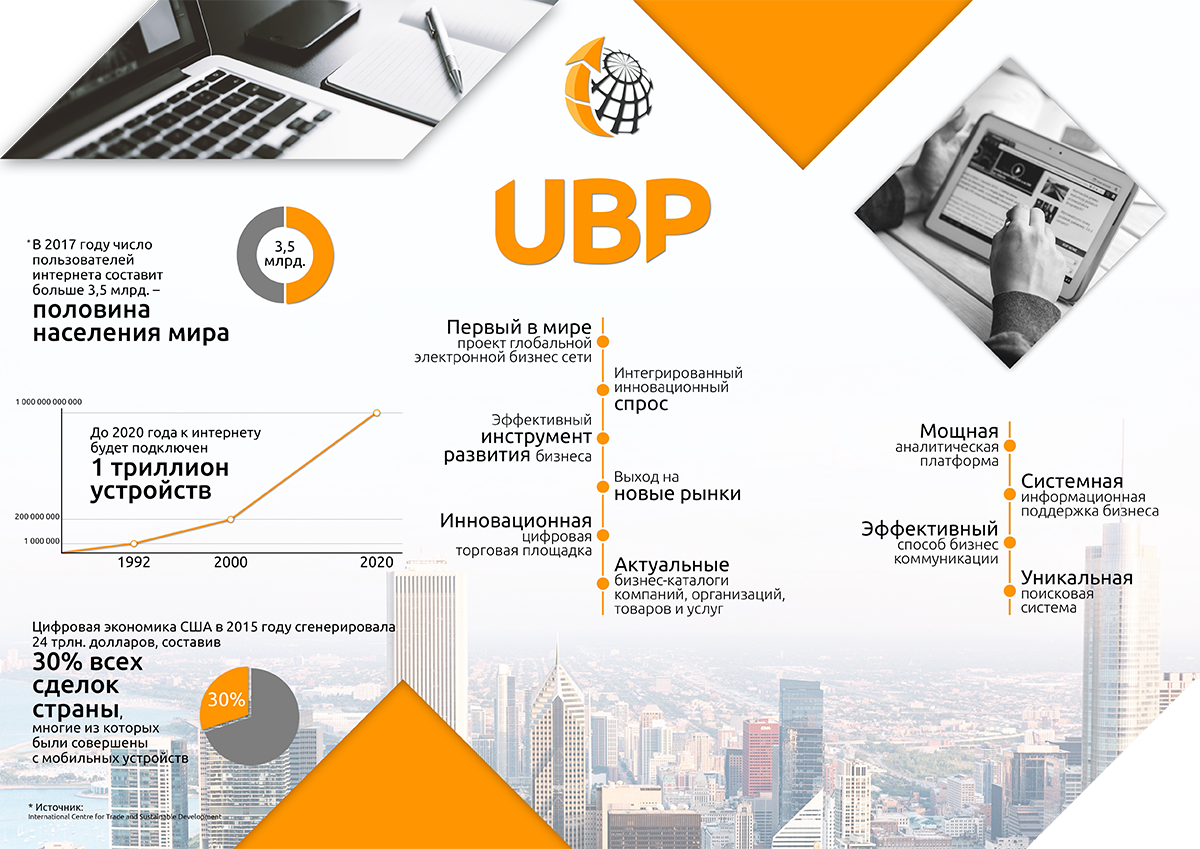 UBP
*В 2017 году число
пользователей
интернета составит
больше 3,5 млрд. –
половина
населения мира
3,5
млрд.
1 000 000 000 000
200 000 000
1 000 000
До 2020 года к интернету
будет подключен
1 триллион
устройств
1992
2000
2020
Цифровая экономика США в 2015 году сгенерировала
24 трлн. долларов, составив
30% всех
сделок
страны,
многие из которых
были совершены
с мобильных устройств
30%
* Источник:
International Centre for Trade and Sustainable Development
Первый в мире
проект глобальной
электронной бизнес сети
Интегрированный
инновационный
спрос
Эффективный
инструмент
развития бизнеса
Выход на
новые рынки
Инновационная
цифровая
торговая площадка
Актуальные
бизнес-каталоги
компаний, организаций,
товаров и услуг
Мощная
аналитическая
платформа
Системная
информационная
поддержка бизнеса
Эффективный
способ бизнес
коммуникации
Уникальная
поисковая
система